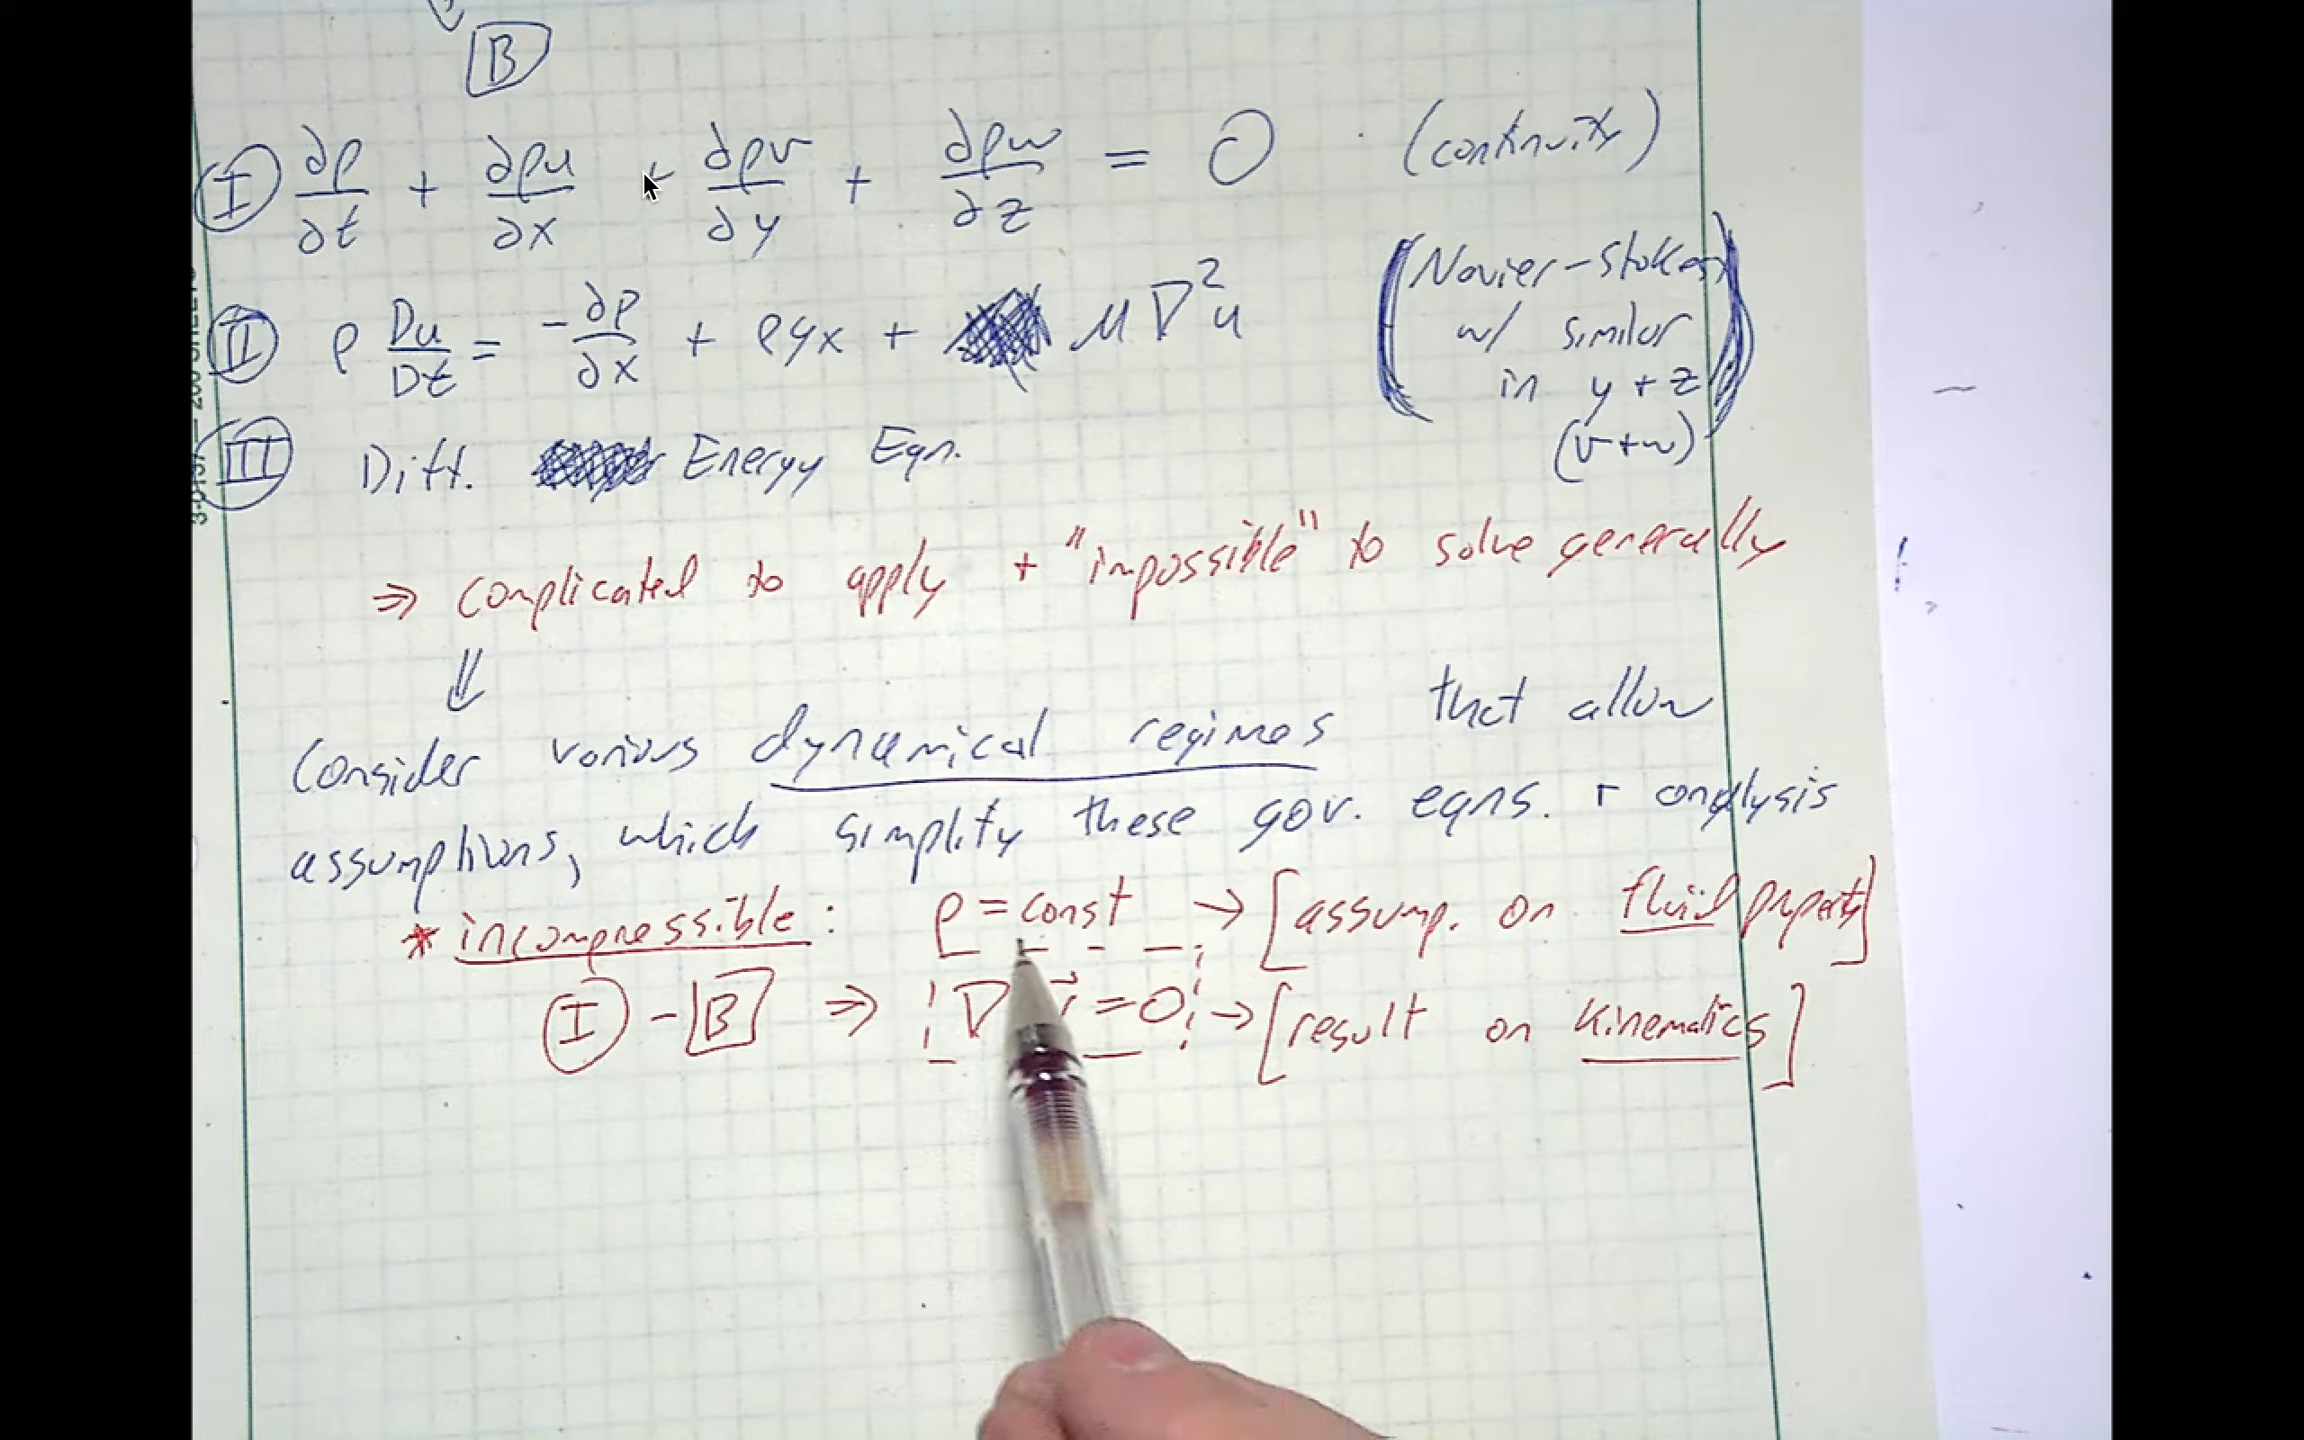 B
I ∂ρ/∂t + ∂ρu/∂x + ∂ρv/∂y + ∂ρw/∂z = 0 (continuity)
II ρ Du/Dt = -∂P/∂x + ρgx + μ∇²u (Navier-Stokes
w/ similar
in y + z
(v+w))
III Diff. Energy Eqn.
⇒ complicated to apply + "impossible" to solve generally
⇓
Consider various dynamical regimes that allow
assumptions, which simplify these gov. eqns. + analysis
* incompressible: ρ = const → [assump. on fluid property]
I - B ⇒ ∇ = 0 → [result on kinematics]